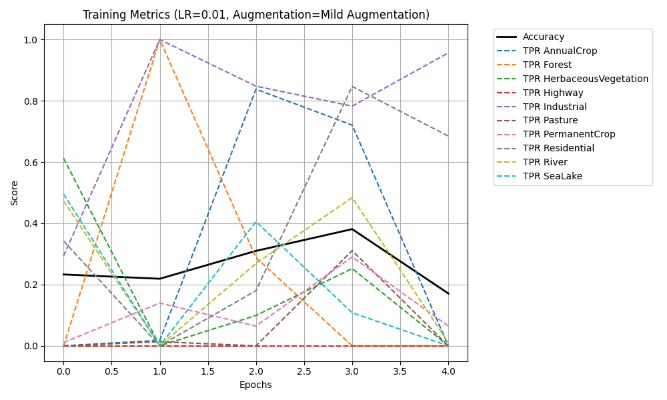 Training Metrics (LR=0.01, Augmentation=Mild Augmentation)
1.0
0.8
0.6
0.4
0.2
0.0
Score
0.0 0.5 1.0 1.5 2.0 2.5 3.0 3.5 4.0
Epochs
Accuracy
TPR AnnualCrop
TPR Forest
TPR HerbaceousVegetation
TPR Highway
TPR Industrial
TPR Pasture
TPR PermanentCrop
TPR Residential
TPR River
TPR SeaLake